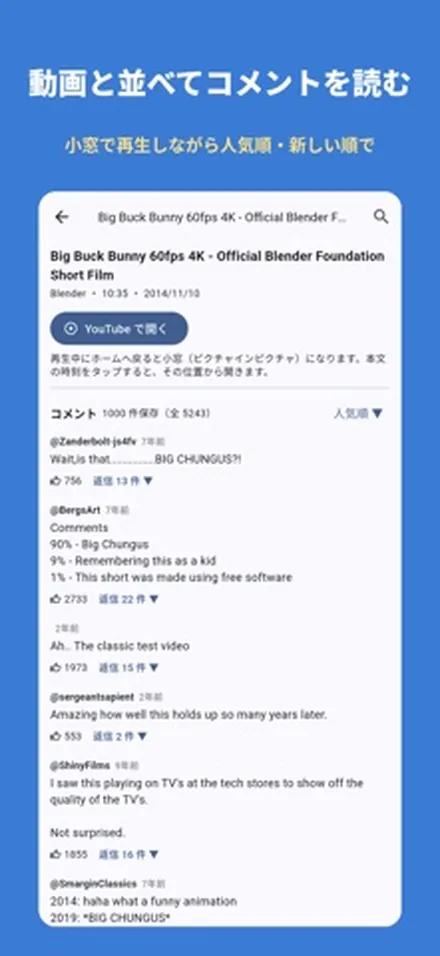 動画と並べてコメントを読む
小窓で再生しながら人気順・新しい順で
Big Buck Bunny 60fps 4K - Official Blender F...
Big Buck Bunny 60fps 4K - Official Blender Foundation
Short Film
Blender ・ 10:35 ・ 2014/11/10
YouTube で開く
再生中にホームへ戻ると小窓（ピクチャインピクチャ）になります。本文
の時刻をタップすると、その位置から開きます。
コメント 1000 件保存（全 5243） 人気順 ▼
@Zanderbolt-js4fv 7年前
Wait,is that...............BIG CHUNGUS?!
756 返信 13 件 ▼
@BergsArt 7年前
Comments
90% - Big Chungus
9% - Remembering this as a kid
1% - This short was made using free software
2733 返信 22 件 ▼
2年前
Ah.. The classic test video
1973 返信 15 件 ▼
@sergeantsapient 2年前
Amazing how well this holds up so many years later.
553 返信 2 件 ▼
@ShinyFilms 9年前
I saw this playing on TV's at the tech stores to show off the
quality of the TV's.
Not surprised.
1855 返信 16 件 ▼
@SmarginClassics 7年前
2014: haha what a funny animation
2019: *BIG CHUNGUS*